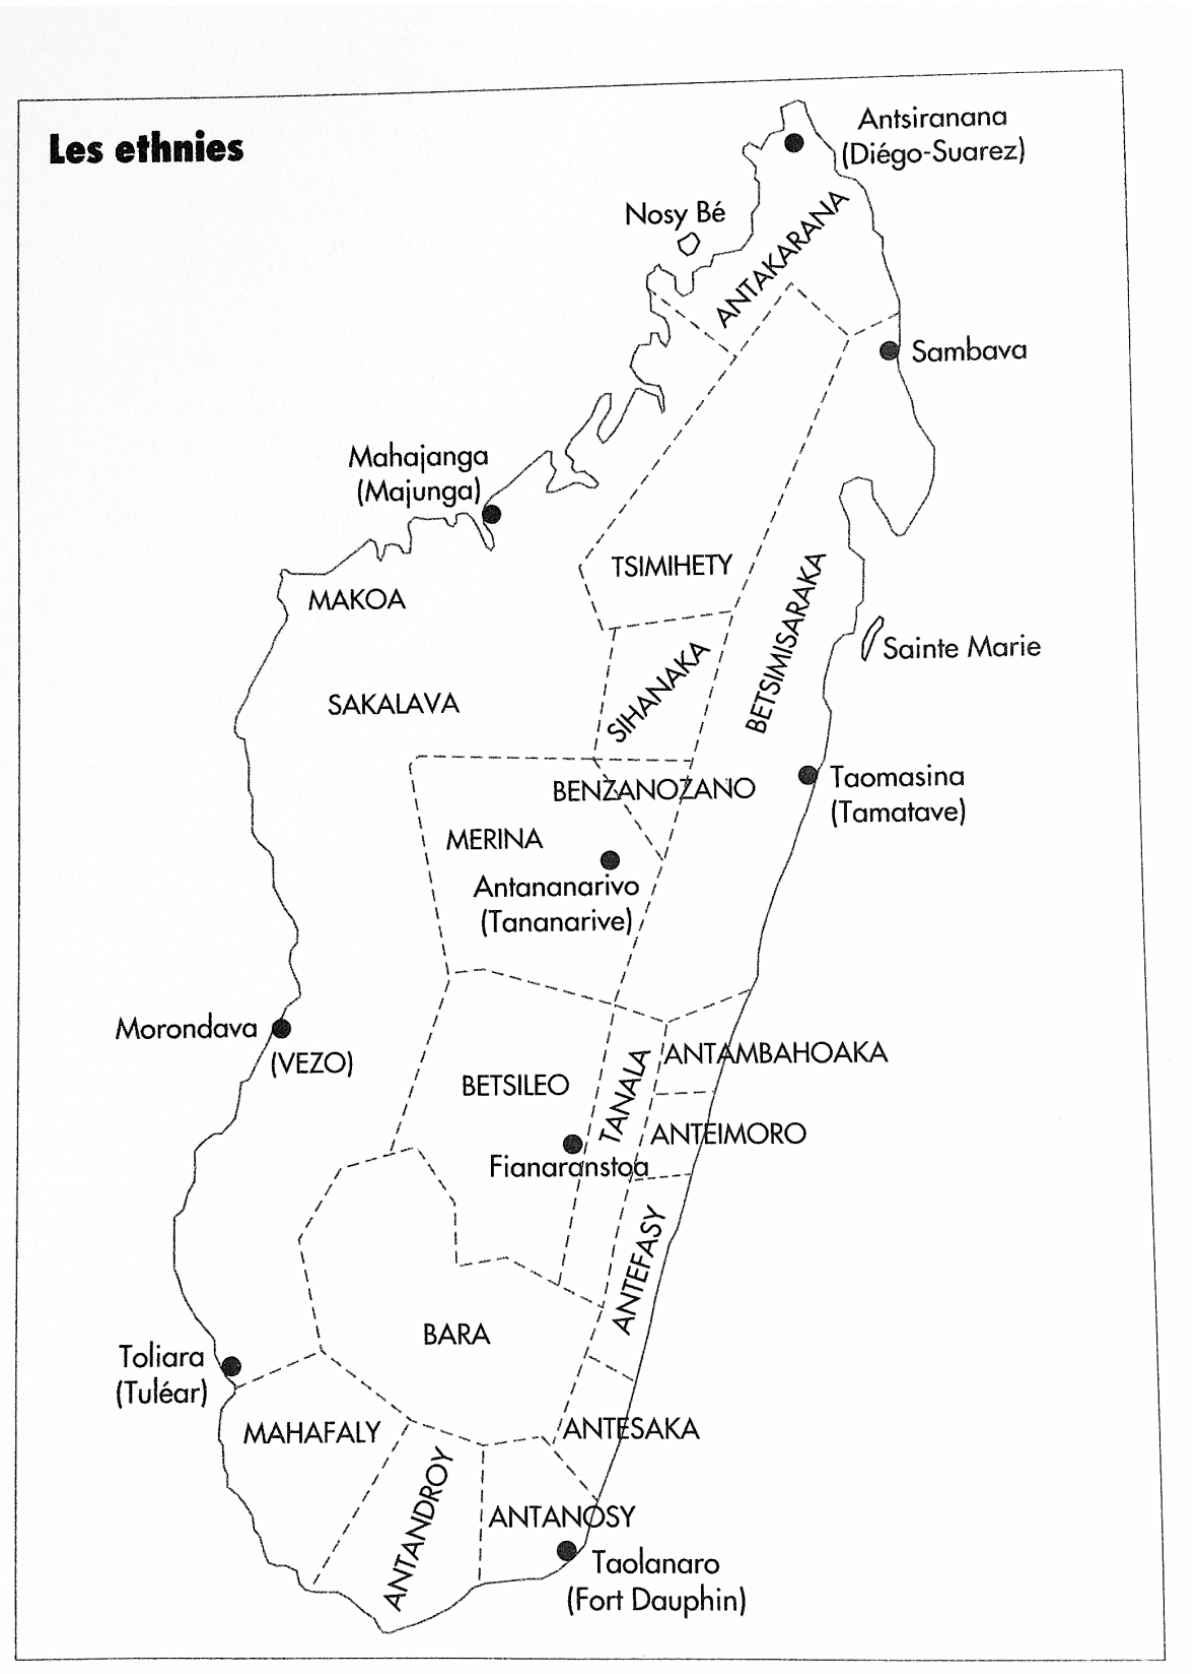 Les ethnies
Antsiranana
(Diégo-Suarez)
Nosy Bé
ANTAKARANA
Sambava
Mahajanga
(Majunga)
TSIMIHETY
MAKOA
BETSIMISARAKA
Sainte Marie
SIHANAKA
SAKALAVA
BENZANOZANO
Taomasina
(Tamatave)
MERINA
Antananarivo
(Tananarive)
Morondava
(VEZO)
ANTAMBAHOAKA
BETSILEO
TANALA
ANTEIMORO
Fianaranstoa
ANTEFASY
BARA
Toliara
(Tuléar)
MAHAFALY
ANTESAKA
ANTANDROY
ANTANOSY
Taolanaro
(Fort Dauphin)